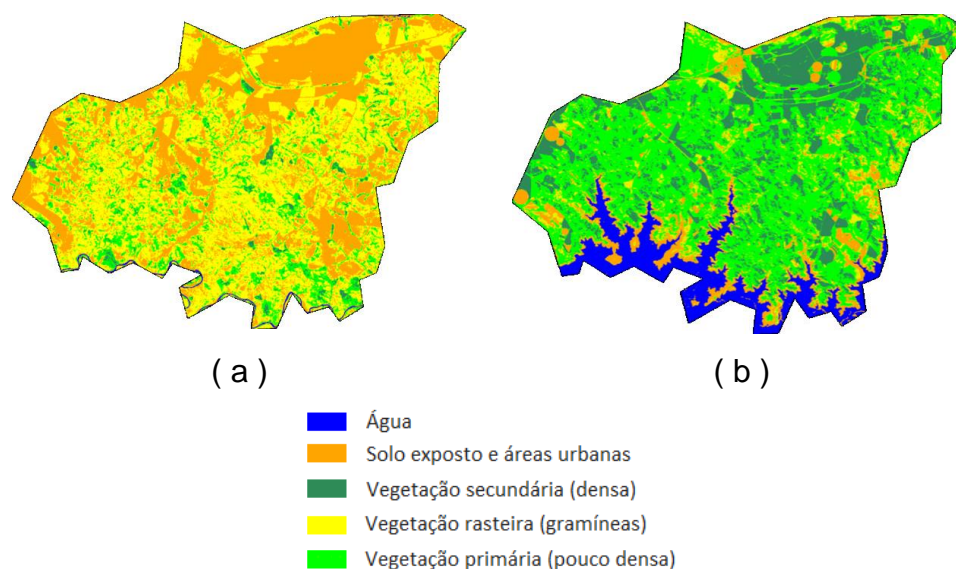 ( a )
( b )
Água
Solo exposto e áreas urbanas
Vegetação secundária (densa)
Vegetação rasteira (gramíneas)
Vegetação primária (pouco densa)